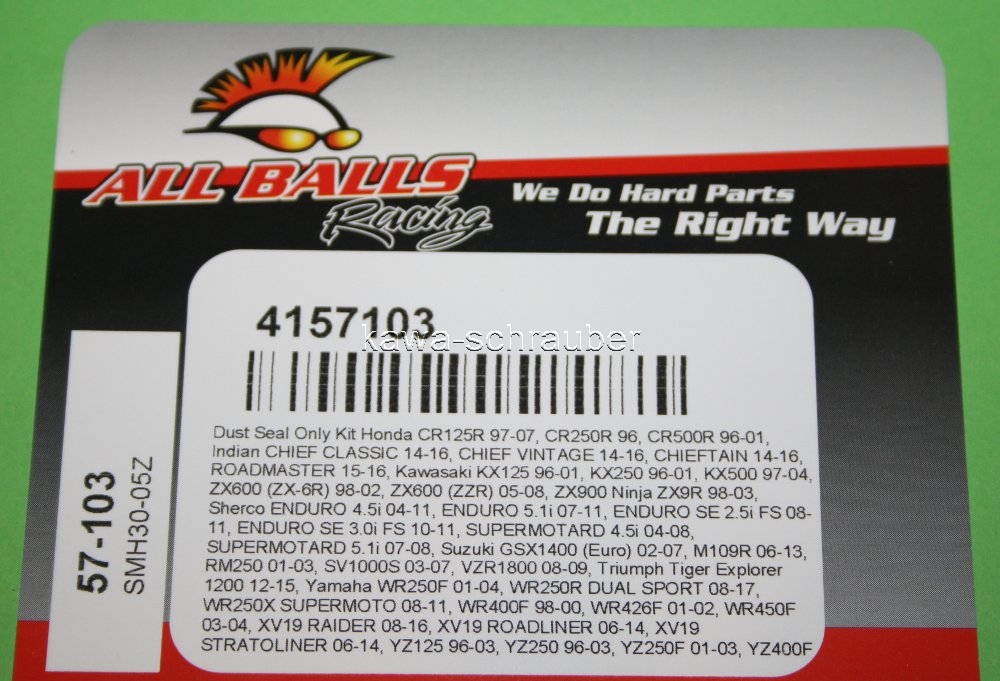 ALL BALLS
Racing
We Do Hard Parts
The Right Way
4157103
kawa-schrauber
Dust Seal Only Kit Honda CR125R 97-07, CR250R 96, CR500R 96-01,
Indian CHIEF CLASSIC 14-16, CHIEF VINTAGE 14-16, CHIEFTAIN 14-16,
ROADMASTER 15-16, Kawasaki KX125 96-01, KX250 96-01, KX500 97-04,
ZX600 (ZX-6R) 98-02, ZX600 (ZZR) 05-08, ZX900 Ninja ZX9R 98-03,
Sherco ENDURO 4.5i 04-11, ENDURO 5.1i 07-11, ENDURO SE 2.5i FS 08-
11, ENDURO SE 3.0i FS 10-11, SUPERMOTARD 4.5i 04-08,
SUPERMOTARD 5.1i 07-08, Suzuki GSX1400 (Euro) 02-07, M109R 06-13,
RM250 01-03, SV1000S 03-07, VZR1800 08-09, Triumph Tiger Explorer
1200 12-15, Yamaha WR250F 01-04, WR250R DUAL SPORT 08-17,
WR250X SUPERMOTO 08-11, WR400F 98-00, WR426F 01-02, WR450F
03-04, XV19 RAIDER 08-16, XV19 ROADLINER 06-14, XV19
STRATOLINER 06-14, YZ125 96-03, YZ250 96-03, YZ250F 01-03, YZ400F
57-103
SMH30-05Z